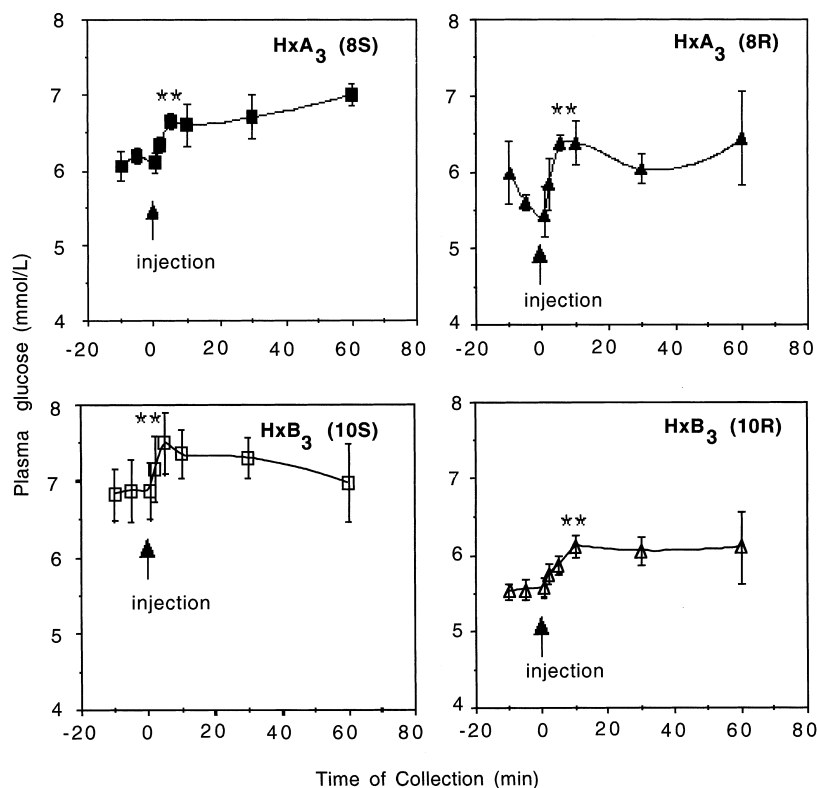 8
HxA3 (8S)
**
7
6
5
injection
4
-20 0 20 40 60 80
8
HxA3 (8R)
**
7
6
5
injection
4
-20 0 20 40 60 80
Plasma glucose (mmol/L)
8
HxB3 (10S)
**
7
6
5
injection
4
-20 0 20 40 60 80
8
HxB3 (10R)
7
**
6
5
injection
4
-20 0 20 40 60 80
Time of Collection (min)